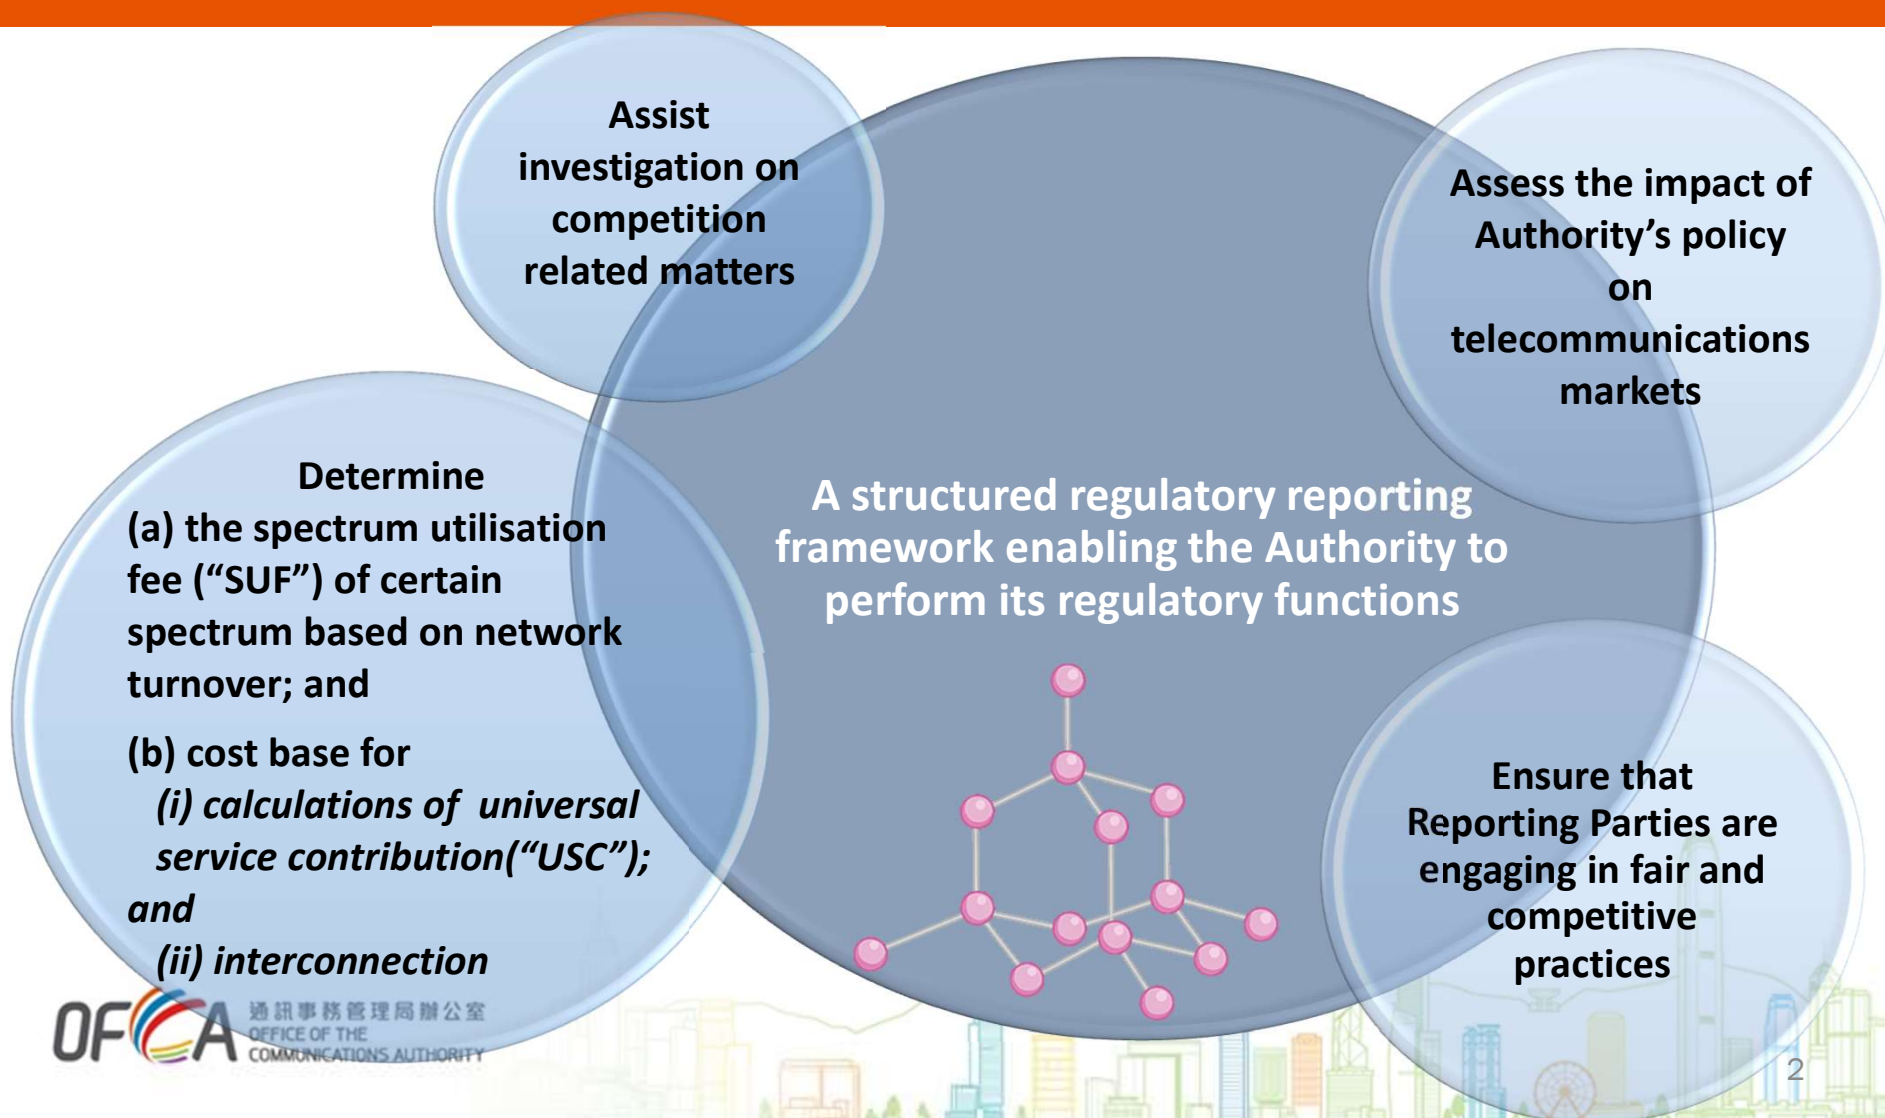 Assist
investigation on
competition
related matters
Assess the impact of
Authority’s policy
on
telecommunications
markets
Determine
(a) the spectrum utilisation
fee (“SUF”) of certain
spectrum based on network
turnover; and
(b) cost base for
(i) calculations of universal
service contribution(“USC”);
and
(ii) interconnection
A structured regulatory reporting
framework enabling the Authority to
perform its regulatory functions
Ensure that
Reporting Parties are
engaging in fair and
competitive
practices
OFCA
通訊事務管理局辦公室
OFFICE OF THE
COMMUNICATIONS AUTHORITY
2